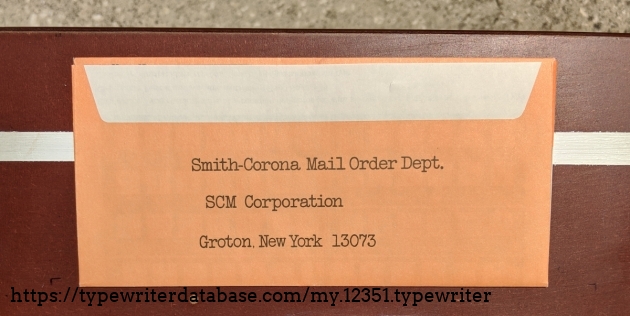 Smith-Corona Mail Order Dept.
SCM Corporation
Groton, New York 13073
https://typewriterdatabase.com/my.12351.typewriter